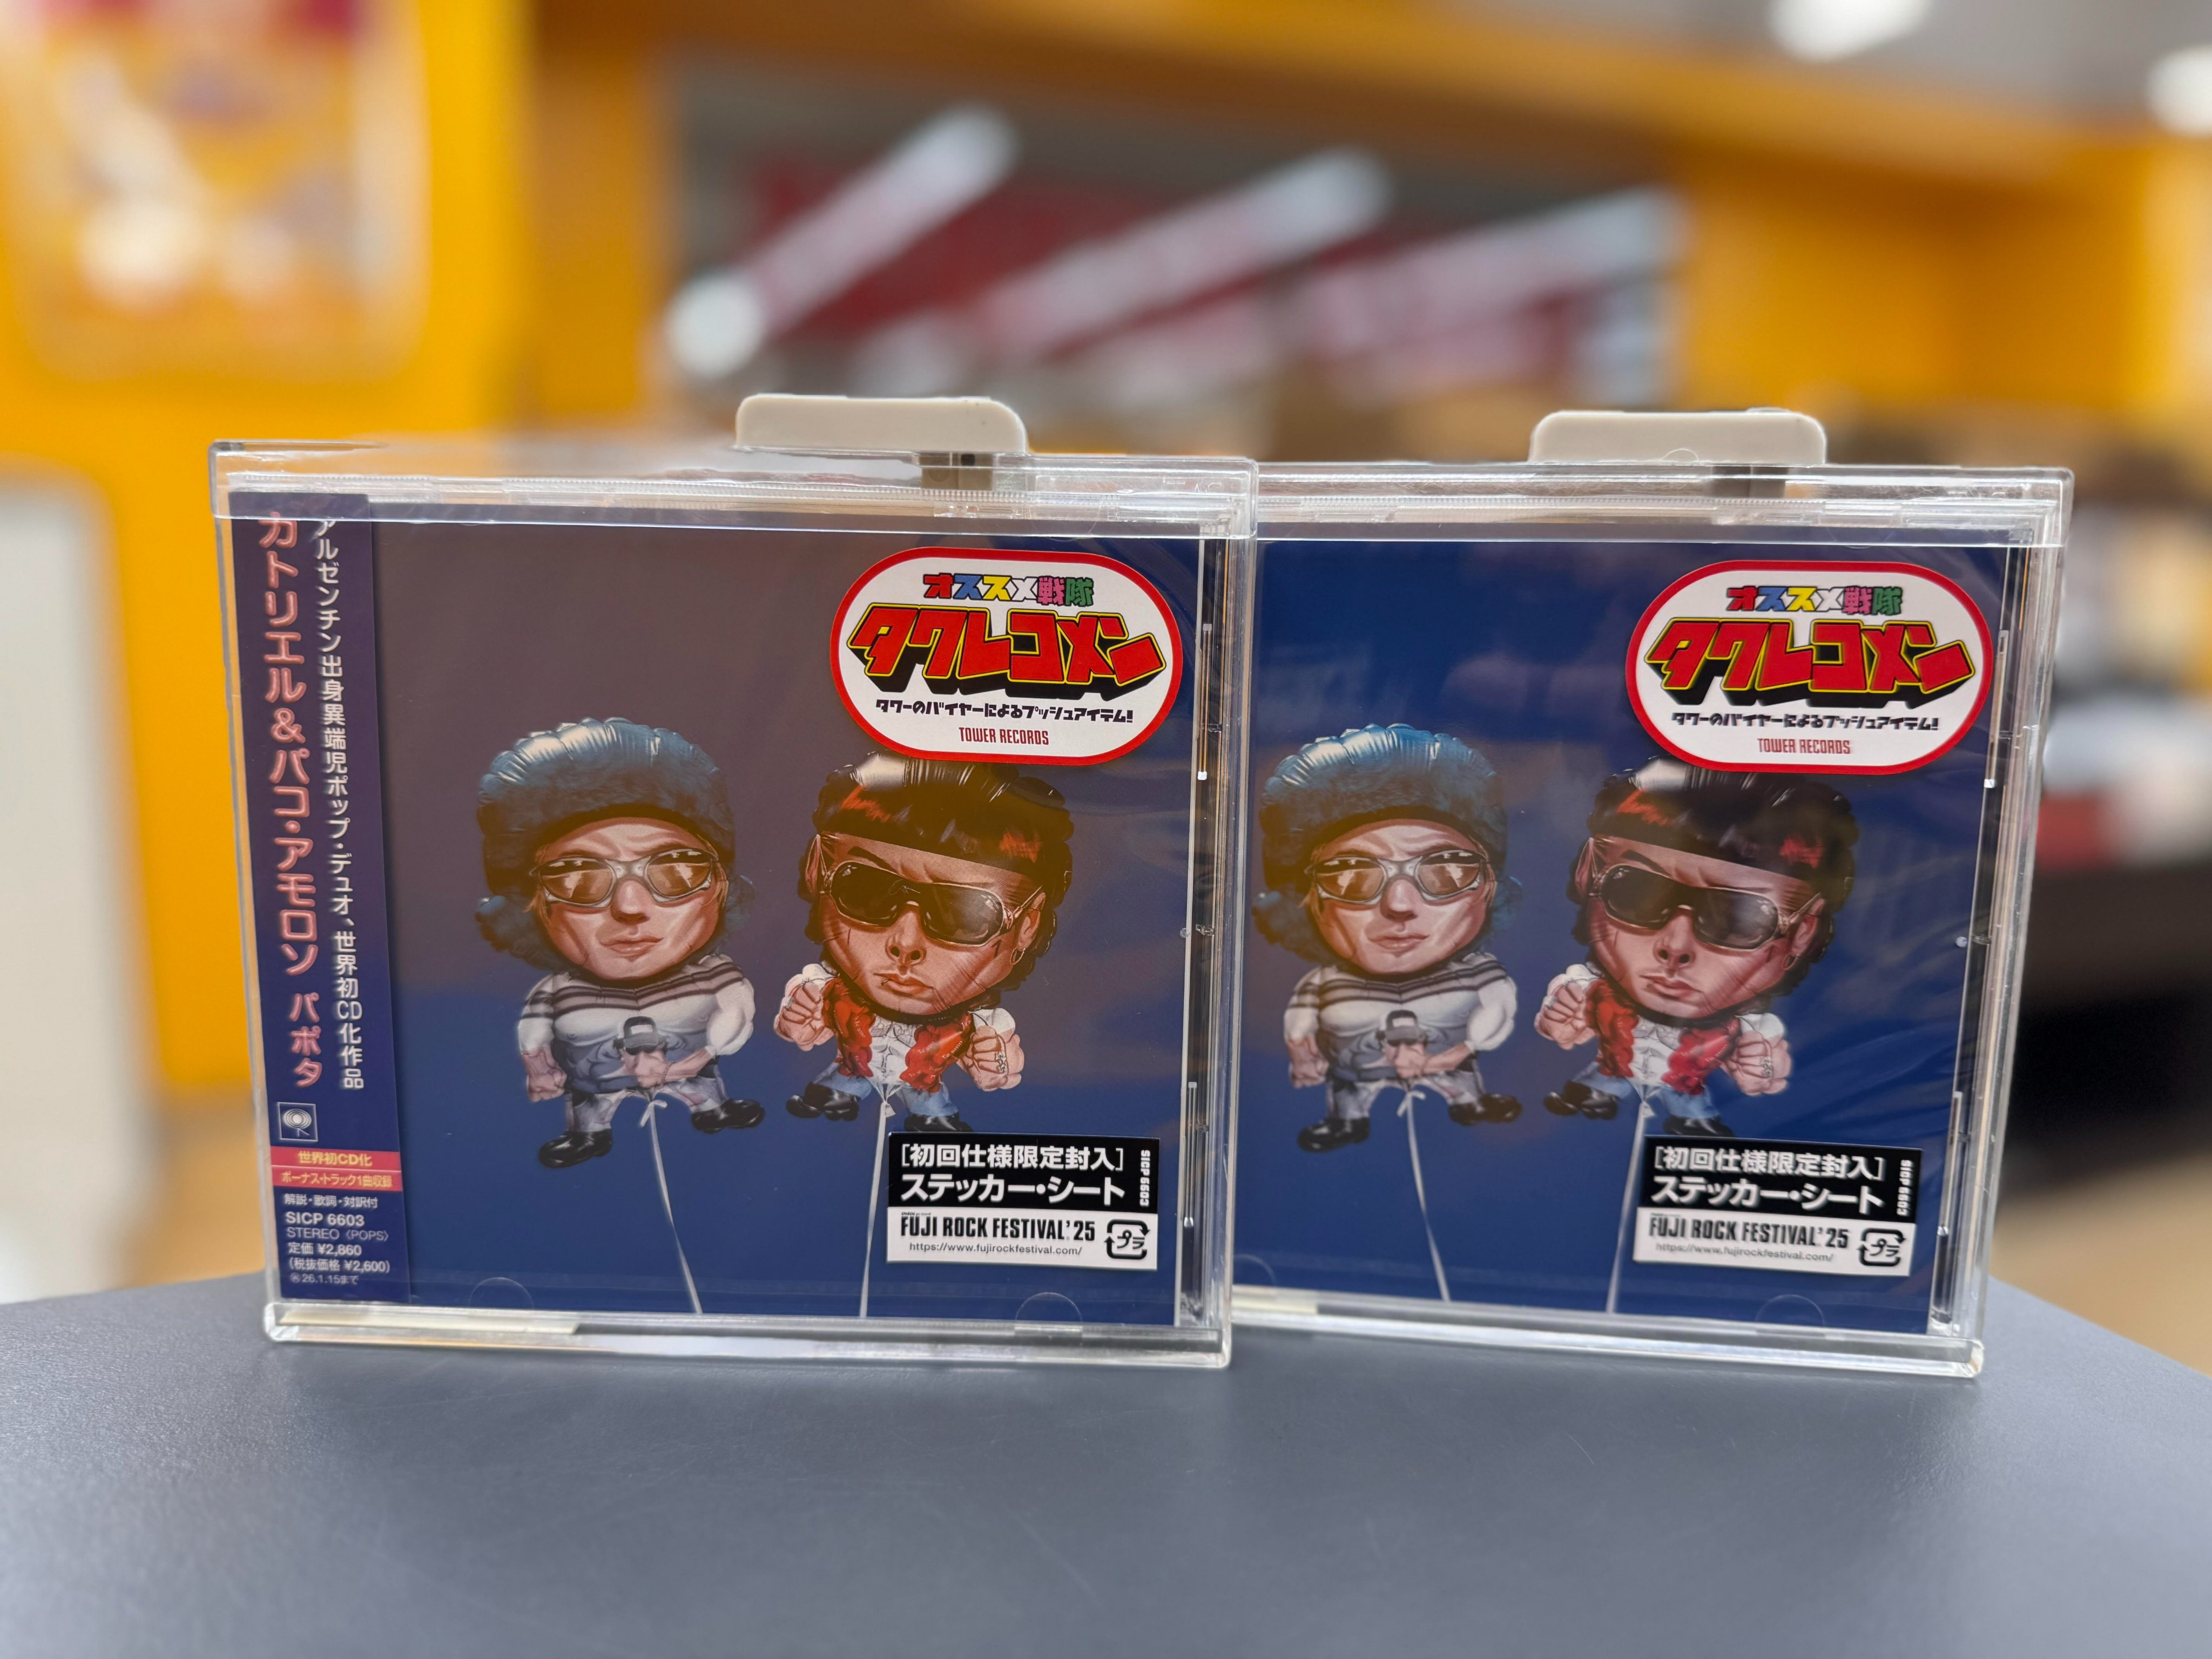 アルゼンチン出身異端児ポップ・デュオ、世界初CD化作品
カトリエル&パコ・アモロソ パポタ
世界初CD化
ボーナス・トラック1曲収録
解説・歌詞・対訳付
SICP 6603
STEREO〈POPS〉
定価 ¥2,860
(税抜価格 ¥2,600)
26.1.15まで
オススメ戦隊
タワレコメン
タワーのバイヤーによるプッシュアイテム!
TOWER RECORDS
[初回仕様限定封入]
ステッカー・シート
SICP 6603
FUJI ROCK FESTIVAL'25
https://www.fujirockfestival.com/
プラ
オススメ戦隊
タワレコメン
タワーのバイヤーによるプッシュアイテム!
TOWER RECORDS
[初回仕様限定封入]
ステッカー・シート
SICP 6603
FUJI ROCK FESTIVAL'25
https://www.fujirockfestival.com/
プラ